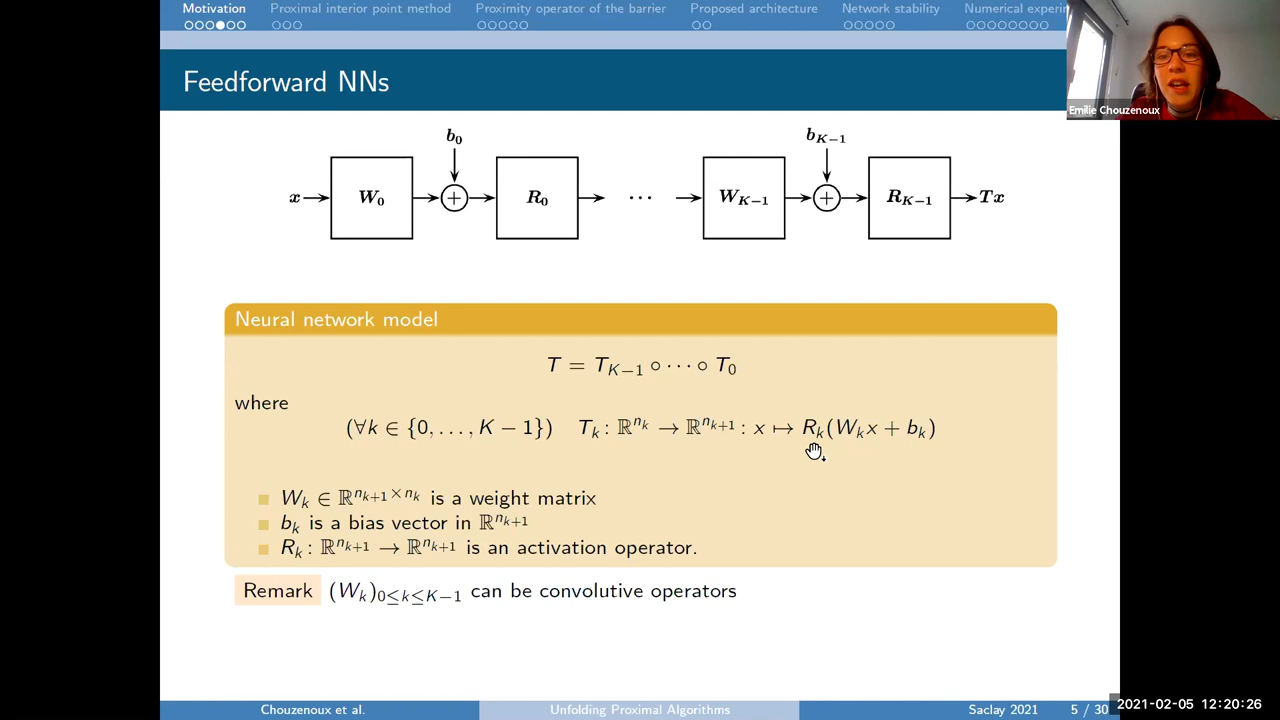 Motivation Proximal interior point method Proximity operator of the barrier Proposed architecture Network stability Numerical experim
Emilie Chouzenoux
Feedforward NNs
b_0 b_{K−1}
x W_0 + R_0 ··· W_{K−1} + R_{K−1} Tx
Neural network model
T = T_{K−1} ∘ ··· ∘ T_0
where
(∀k ∈ {0, . . . , K − 1}) T_k : ℝ^{n_k} → ℝ^{n_{k+1}} : x ↦ R_k(W_k x + b_k)
W_k ∈ ℝ^{n_{k+1}×n_k} is a weight matrix
b_k is a bias vector in ℝ^{n_{k+1}}
R_k : ℝ^{n_{k+1}} → ℝ^{n_{k+1}} is an activation operator.
Remark (W_k)_{0≤k≤K−1} can be convolutive operators
Chouzenoux et al. Unfolding Proximal Algorithms Saclay 2021 5 / 30
2021-02-05 12:20:26